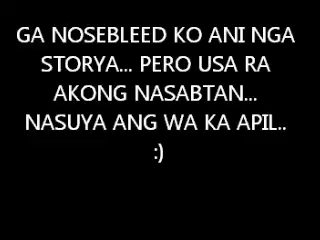 GA NOSEBLEED KO ANI NGA
STORYA... PERO USA RA
AKONG NASABTAN...
NASUYA ANG WA KA APIL..
:)